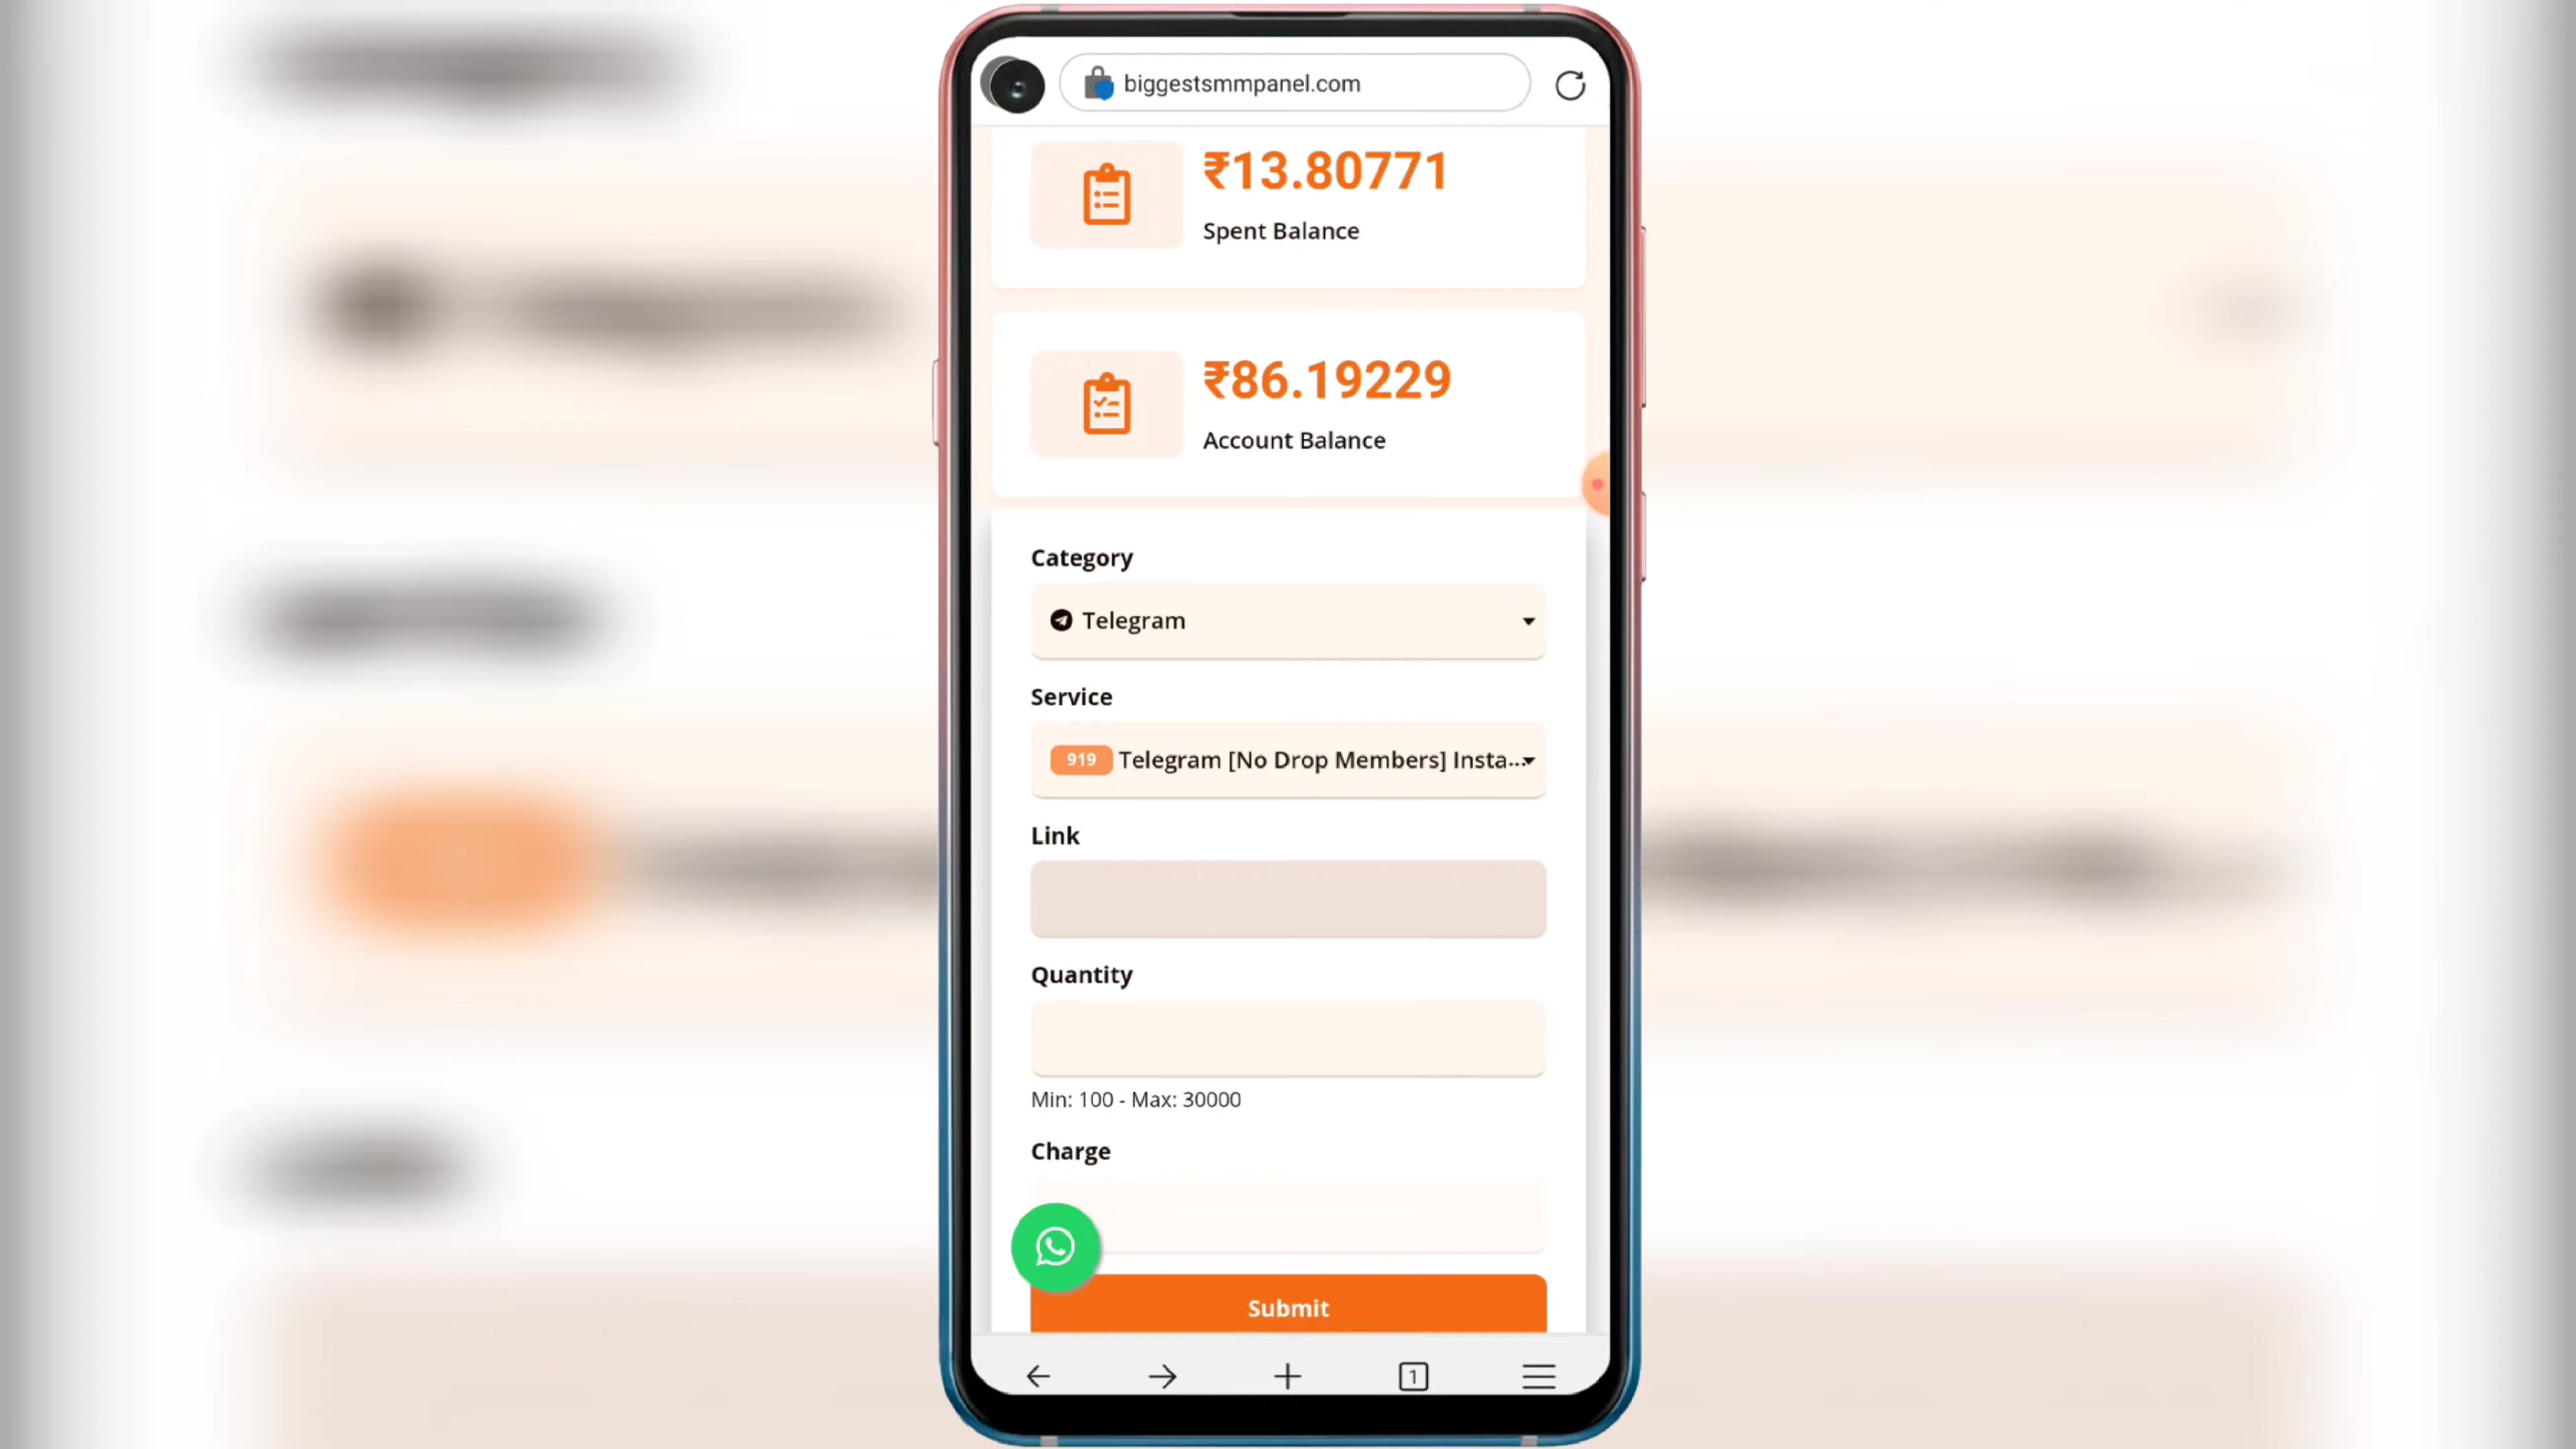 biggestsmmpanel.com
₹13.80771
Spent Balance
₹86.19229
Account Balance
Category
Telegram
Service
919 Telegram [No Drop Members] Insta...
Link
Quantity
Min: 100 - Max: 30000
Charge
Submit
1